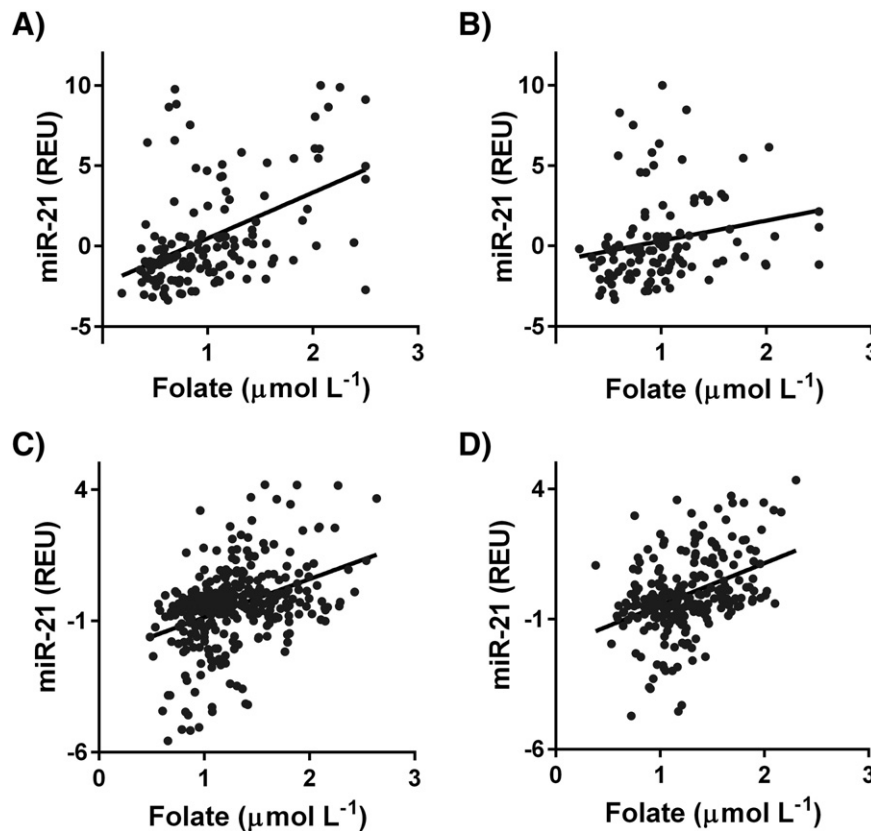 A)
miR-21 (REU)
10
5
0
-5
1
2
3
Folate (μmol L⁻¹)
B)
miR-21 (REU)
10
5
0
-5
1
2
3
Folate (μmol L⁻¹)
C)
miR-21 (REU)
4
-1
-6
0
1
2
3
Folate (μmol L⁻¹)
D)
miR-21 (REU)
4
-1
-6
0
1
2
3
Folate (μmol L⁻¹)